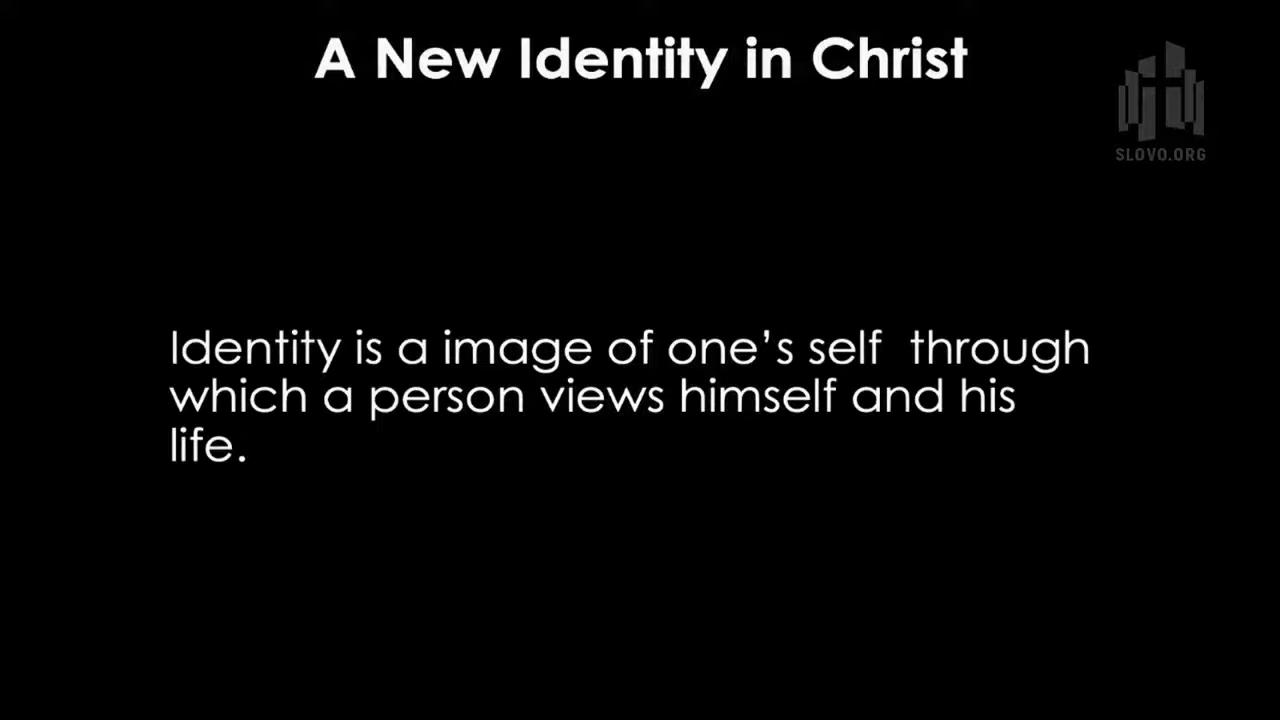 A New Identity in Christ
SLOVO.ORG
Identity is a image of one’s self  through
which a person views himself and his
life.